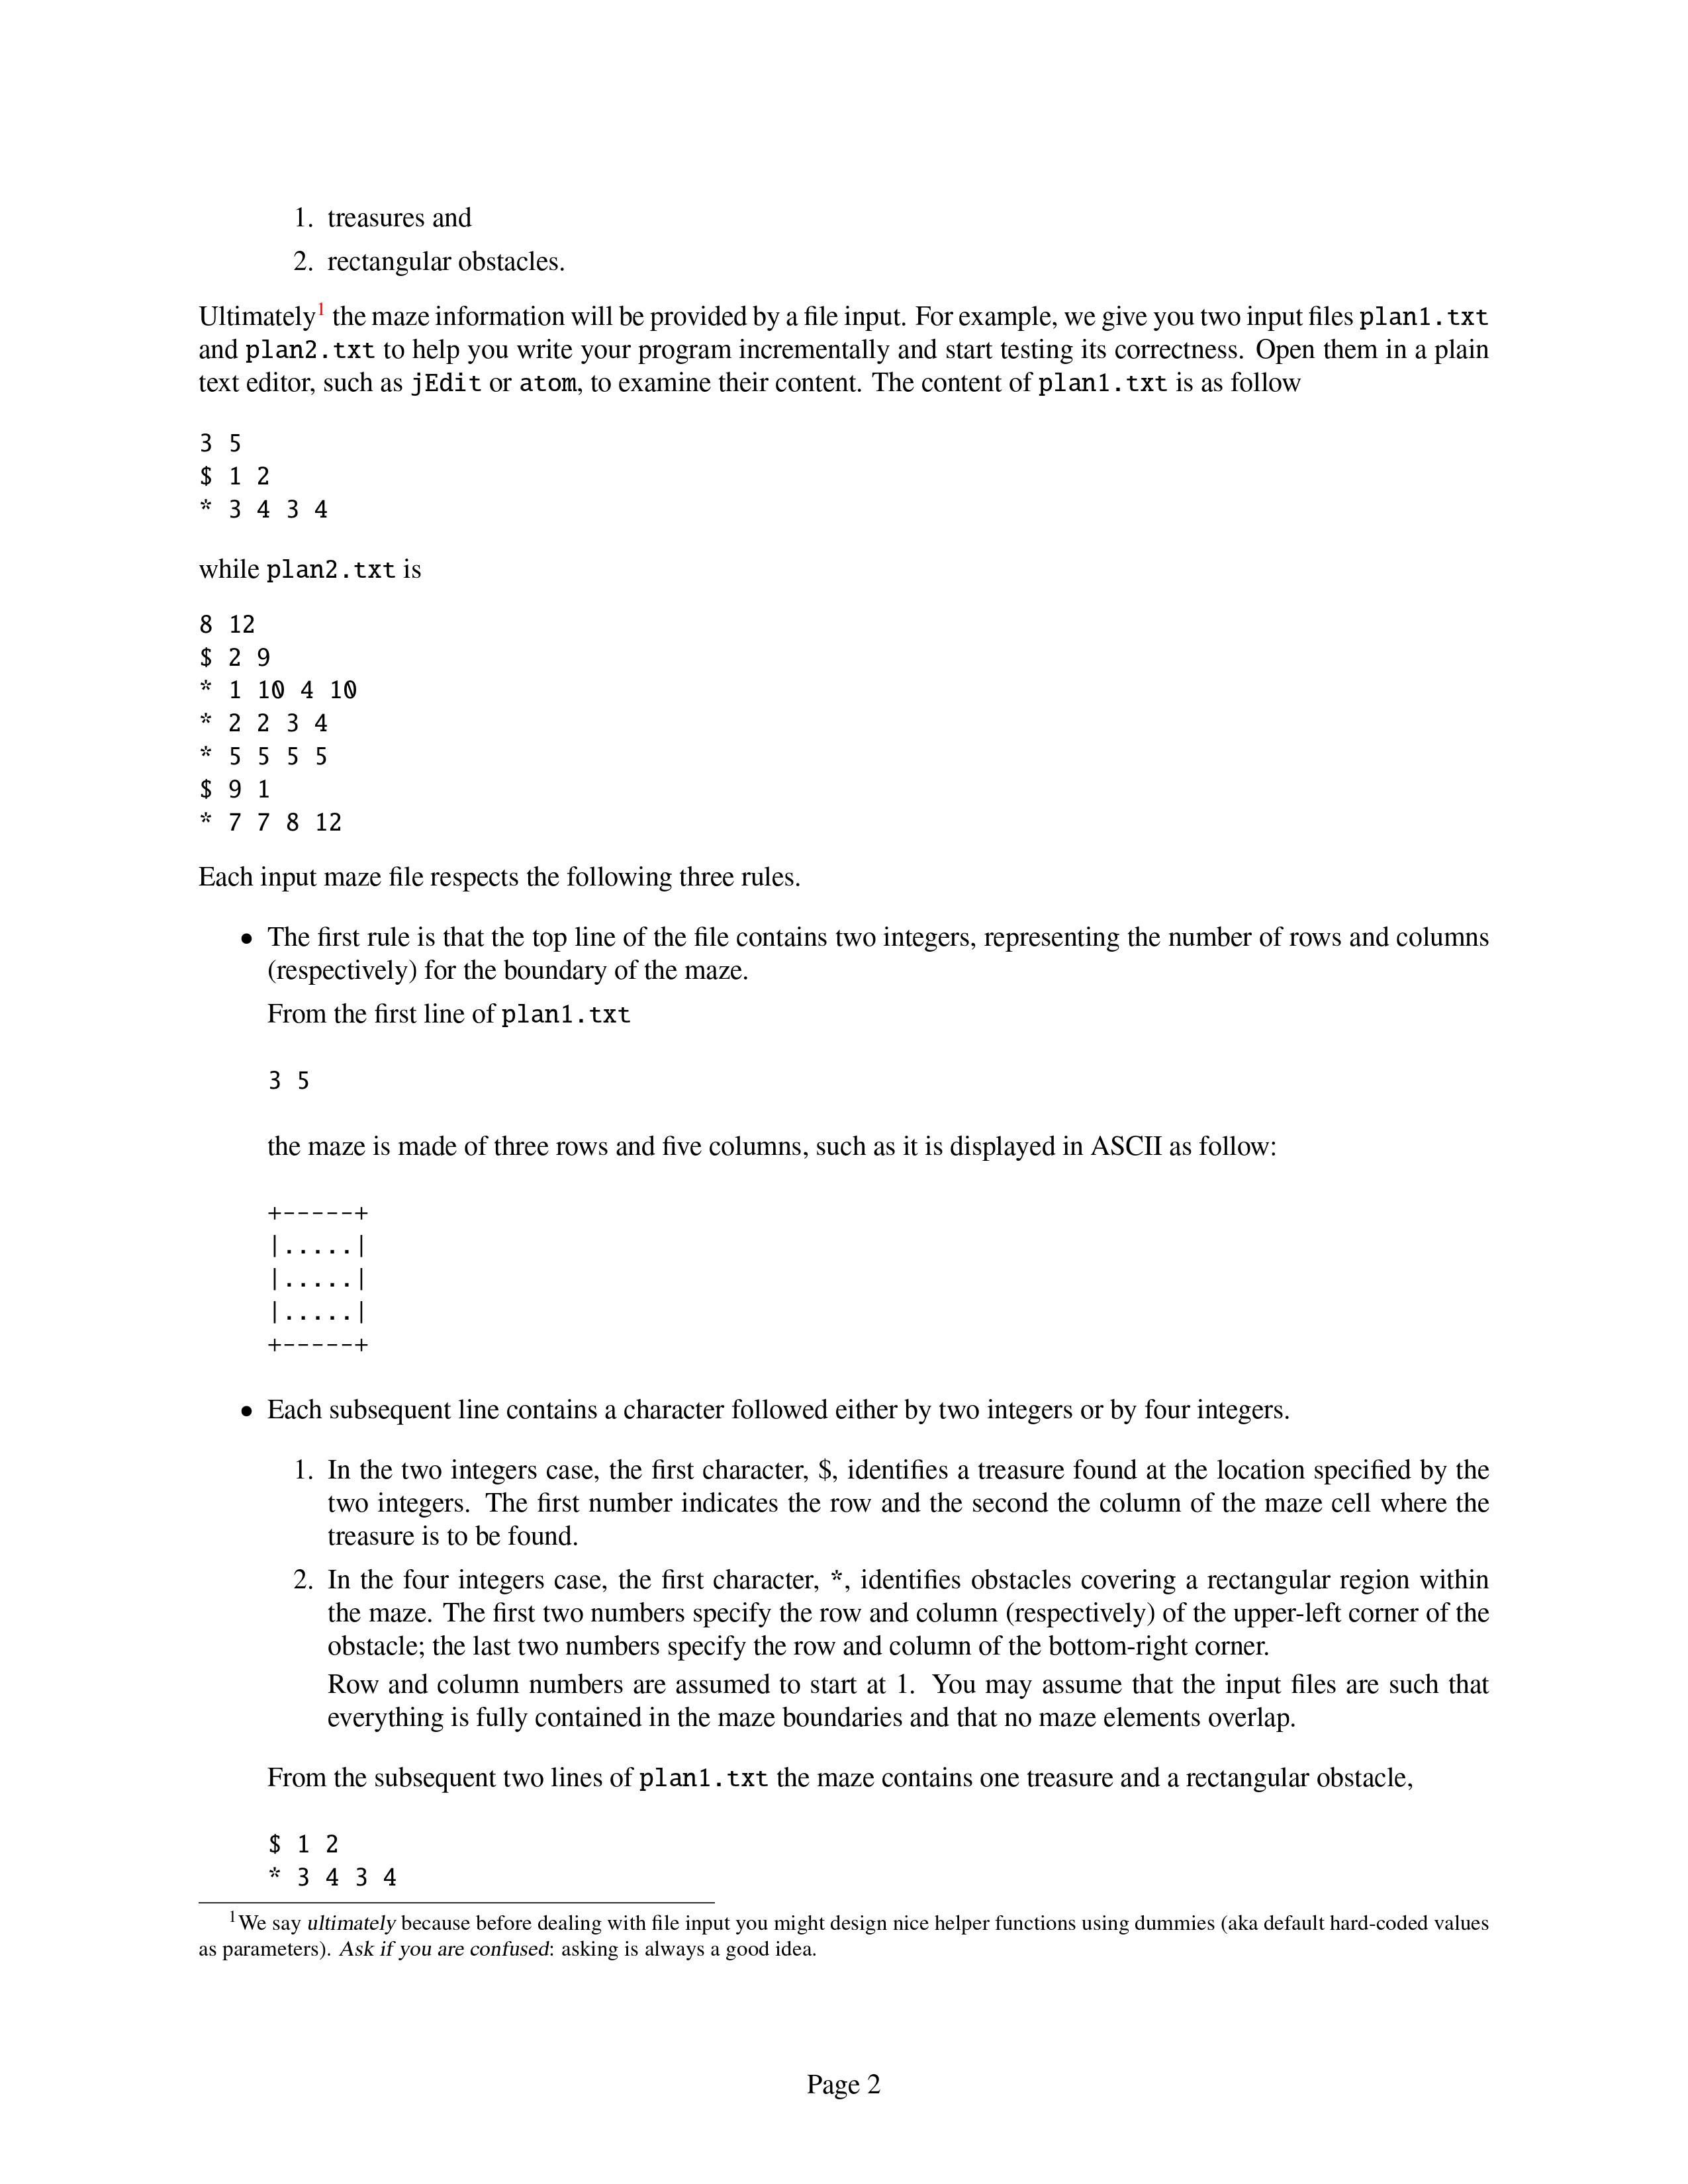 1. treasures and
2. rectangular obstacles.
Ultimately1 the maze information will be provided by a file input. For example, we give you two input files plan1.txt
and plan2.txt to help you write your program incrementally and start testing its correctness. Open them in a plain
text editor, such as jEdit or atom, to examine their content. The content of plan1.txt is as follow
3 5
$ 1 2
* 3 4 3 4
while plan2.txt is
8 12
$ 2 9
* 1 10 4 10
* 2 2 3 4
* 5 5 5 5
$ 9 1
* 7 7 8 12
Each input maze file respects the following three rules.
• The first rule is that the top line of the file contains two integers, representing the number of rows and columns
(respectively) for the boundary of the maze.
From the first line of plan1.txt
3 5
the maze is made of three rows and five columns, such as it is displayed in ASCII as follow:
+-----+
|.....|
|.....|
|.....|
+-----+
• Each subsequent line contains a character followed either by two integers or by four integers.
1. In the two integers case, the first character, $, identifies a treasure found at the location specified by the
two integers. The first number indicates the row and the second the column of the maze cell where the
treasure is to be found.
2. In the four integers case, the first character, *, identifies obstacles covering a rectangular region within
the maze. The first two numbers specify the row and column (respectively) of the upper-left corner of the
obstacle; the last two numbers specify the row and column of the bottom-right corner.
Row and column numbers are assumed to start at 1. You may assume that the input files are such that
everything is fully contained in the maze boundaries and that no maze elements overlap.
From the subsequent two lines of plan1.txt the maze contains one treasure and a rectangular obstacle,
$ 1 2
* 3 4 3 4
1We say ultimately because before dealing with file input you might design nice helper functions using dummies (aka default hard-coded values
as parameters). Ask if you are confused: asking is always a good idea.
Page 2